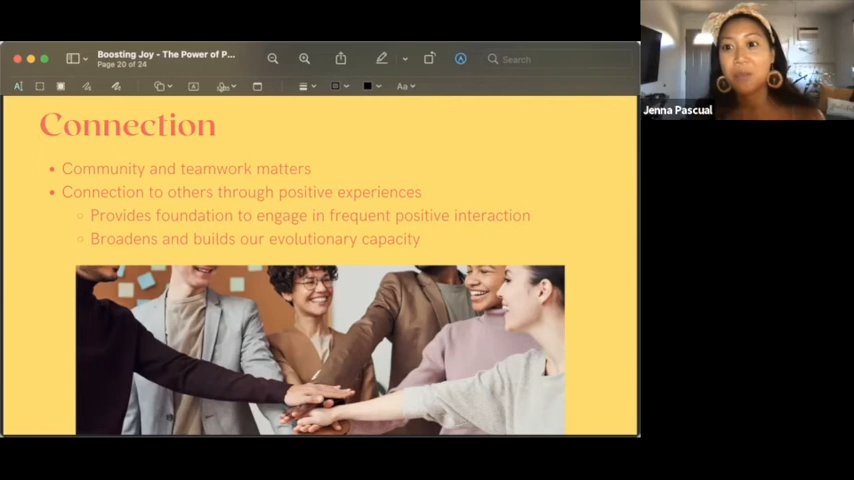 Boosting Joy - The Power of P...
Page 20 of 24
Search
Aa
Jenna Pascual
Connection
• Community and teamwork matters
• Connection to others through positive experiences
○ Provides foundation to engage in frequent positive interaction
○ Broadens and builds our evolutionary capacity